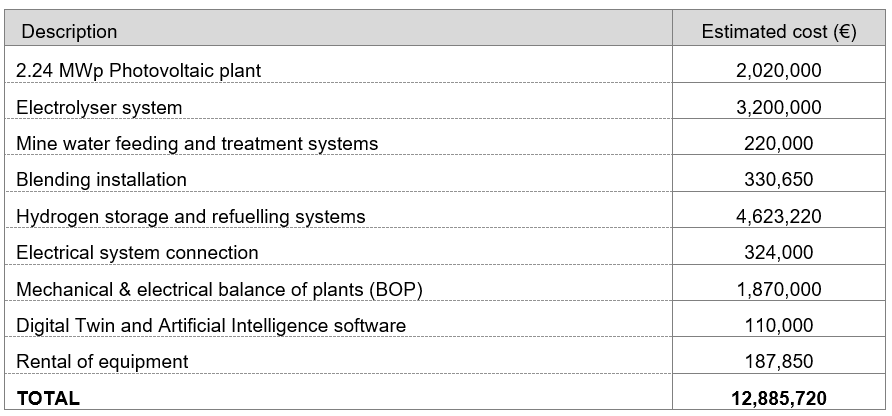 Description Estimated cost (€)
2.24 MWp Photovoltaic plant 2,020,000
Electrolyser system 3,200,000
Mine water feeding and treatment systems 220,000
Blending installation 330,650
Hydrogen storage and refuelling systems 4,623,220
Electrical system connection 324,000
Mechanical & electrical balance of plants (BOP) 1,870,000
Digital Twin and Artificial Intelligence software 110,000
Rental of equipment 187,850
TOTAL 12,885,720